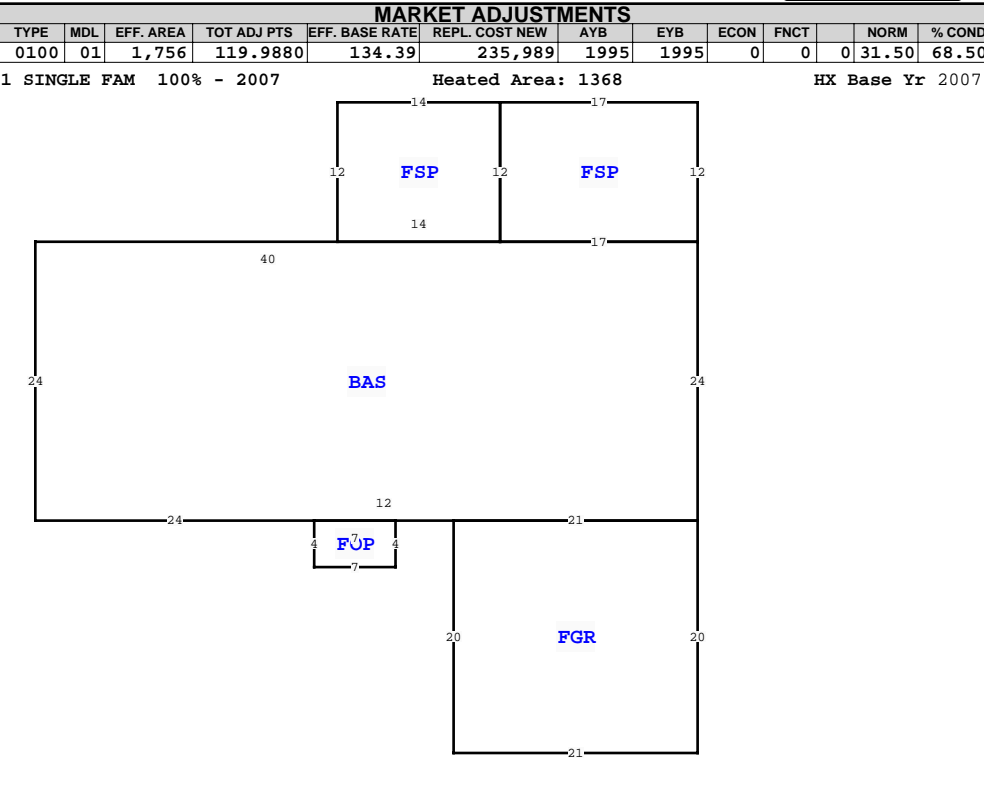 MARKET ADJUSTMENTS
TYPE MDL EFF. AREA TOT ADJ PTS EFF. BASE RATE REPL. COST NEW AYB EYB ECON FNCT NORM % COND
0100 01 1,756 119.9880 134.39 235,989 1995 1995 0 0 0 31.50 68.50
1 SINGLE FAM 100% - 2007 Heated Area: 1368 HX Base Yr 2007
14 17
12 FSP 12 FSP 12
14
17
40
24 BAS 24
12
24 21
4 FOP 7 4
7
20 FGR 20
21